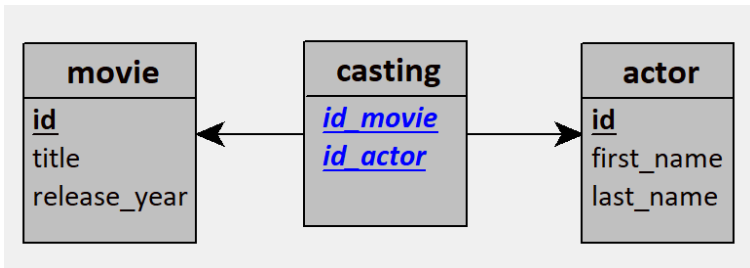 movie
id
title
release_year
casting
id_movie
id_actor
actor
id
first_name
last_name